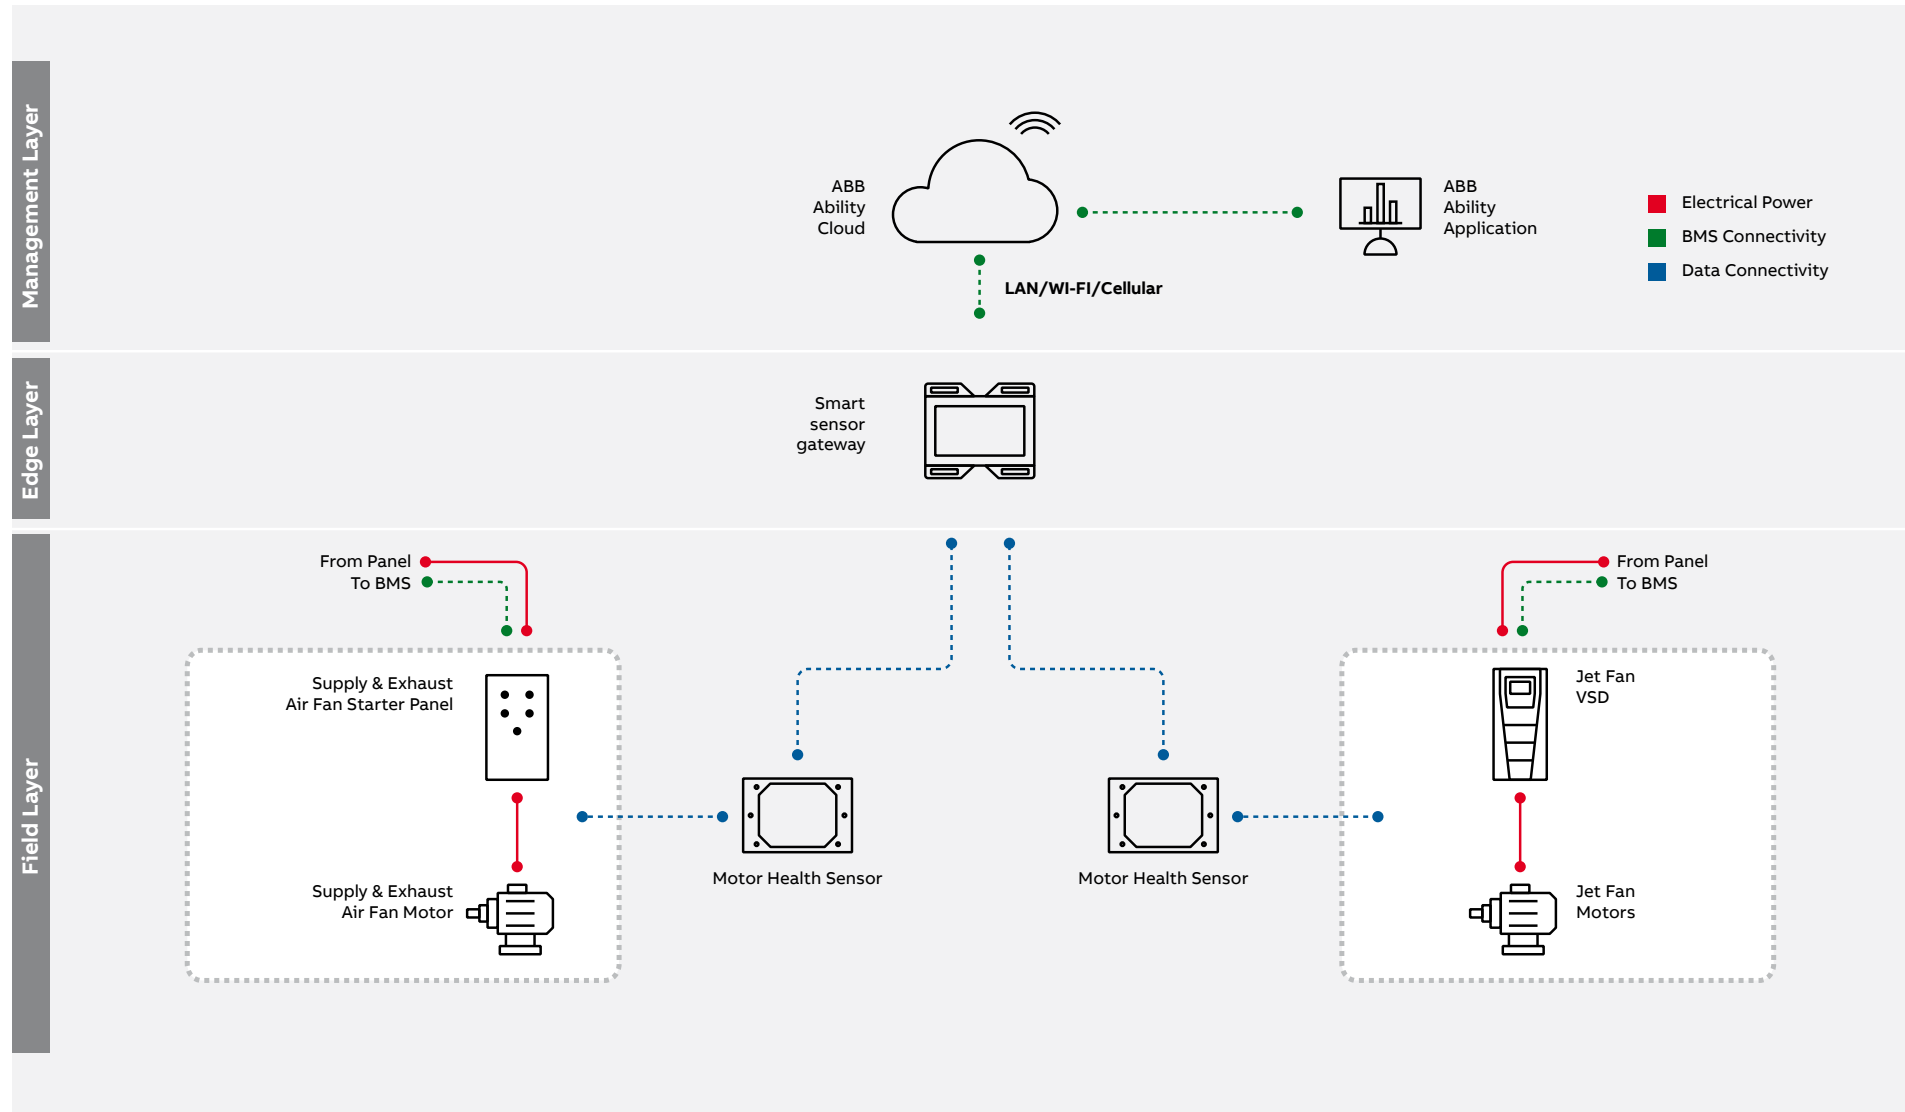 Management Layer
ABB
Ability
Cloud
ABB
Ability
Application
Electrical Power
BMS Connectivity
Data Connectivity
LAN/WI-FI/Cellular
Edge Layer
Smart
sensor
gateway
Field Layer
From Panel
To BMS
From Panel
To BMS
Supply & Exhaust
Air Fan Starter Panel
Jet Fan
VSD
Motor Health Sensor
Motor Health Sensor
Supply & Exhaust
Air Fan Motor
Jet Fan
Motors